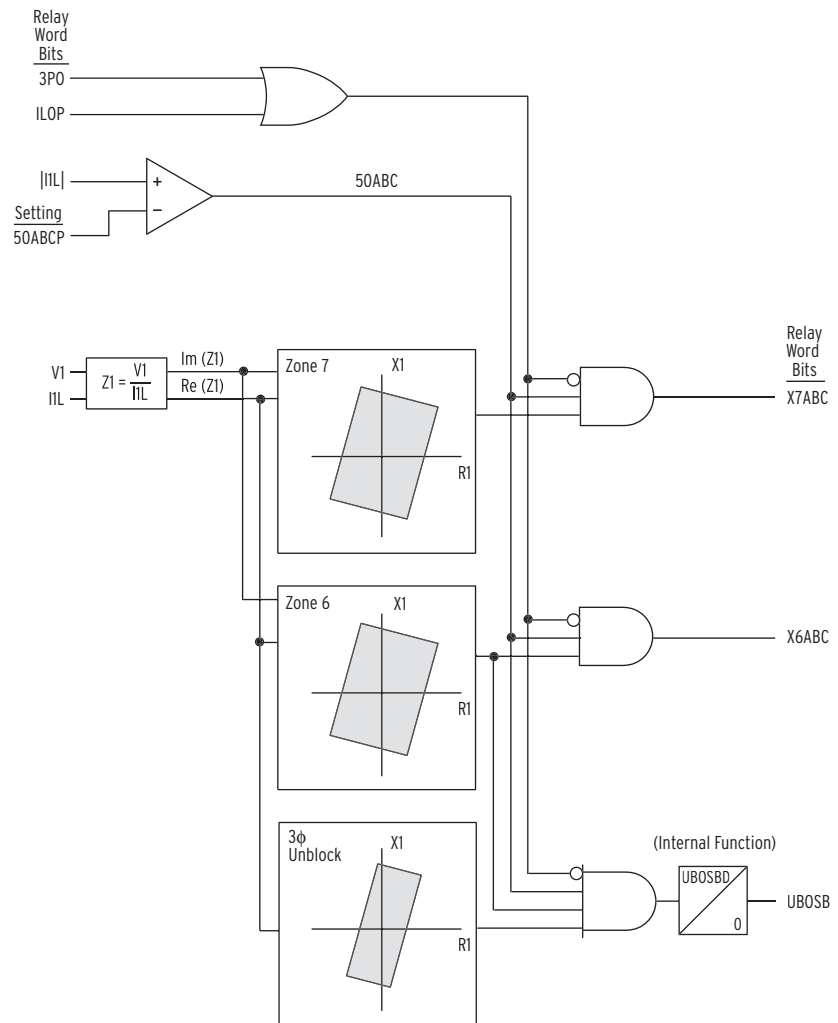 Relay
Word
Bits
3PO
ILOP
|I1L|
Setting
50ABCP
50ABC
V1
I1L
Z1 = V1
I1L
Im (Z1)
Re (Z1)
Zone 7
X1
R1
Relay
Word
Bits
X7ABC
Zone 6
X1
R1
X6ABC
3ϕ
Unblock
X1
R1
(Internal Function)
UBOSBD
0
UBOSB